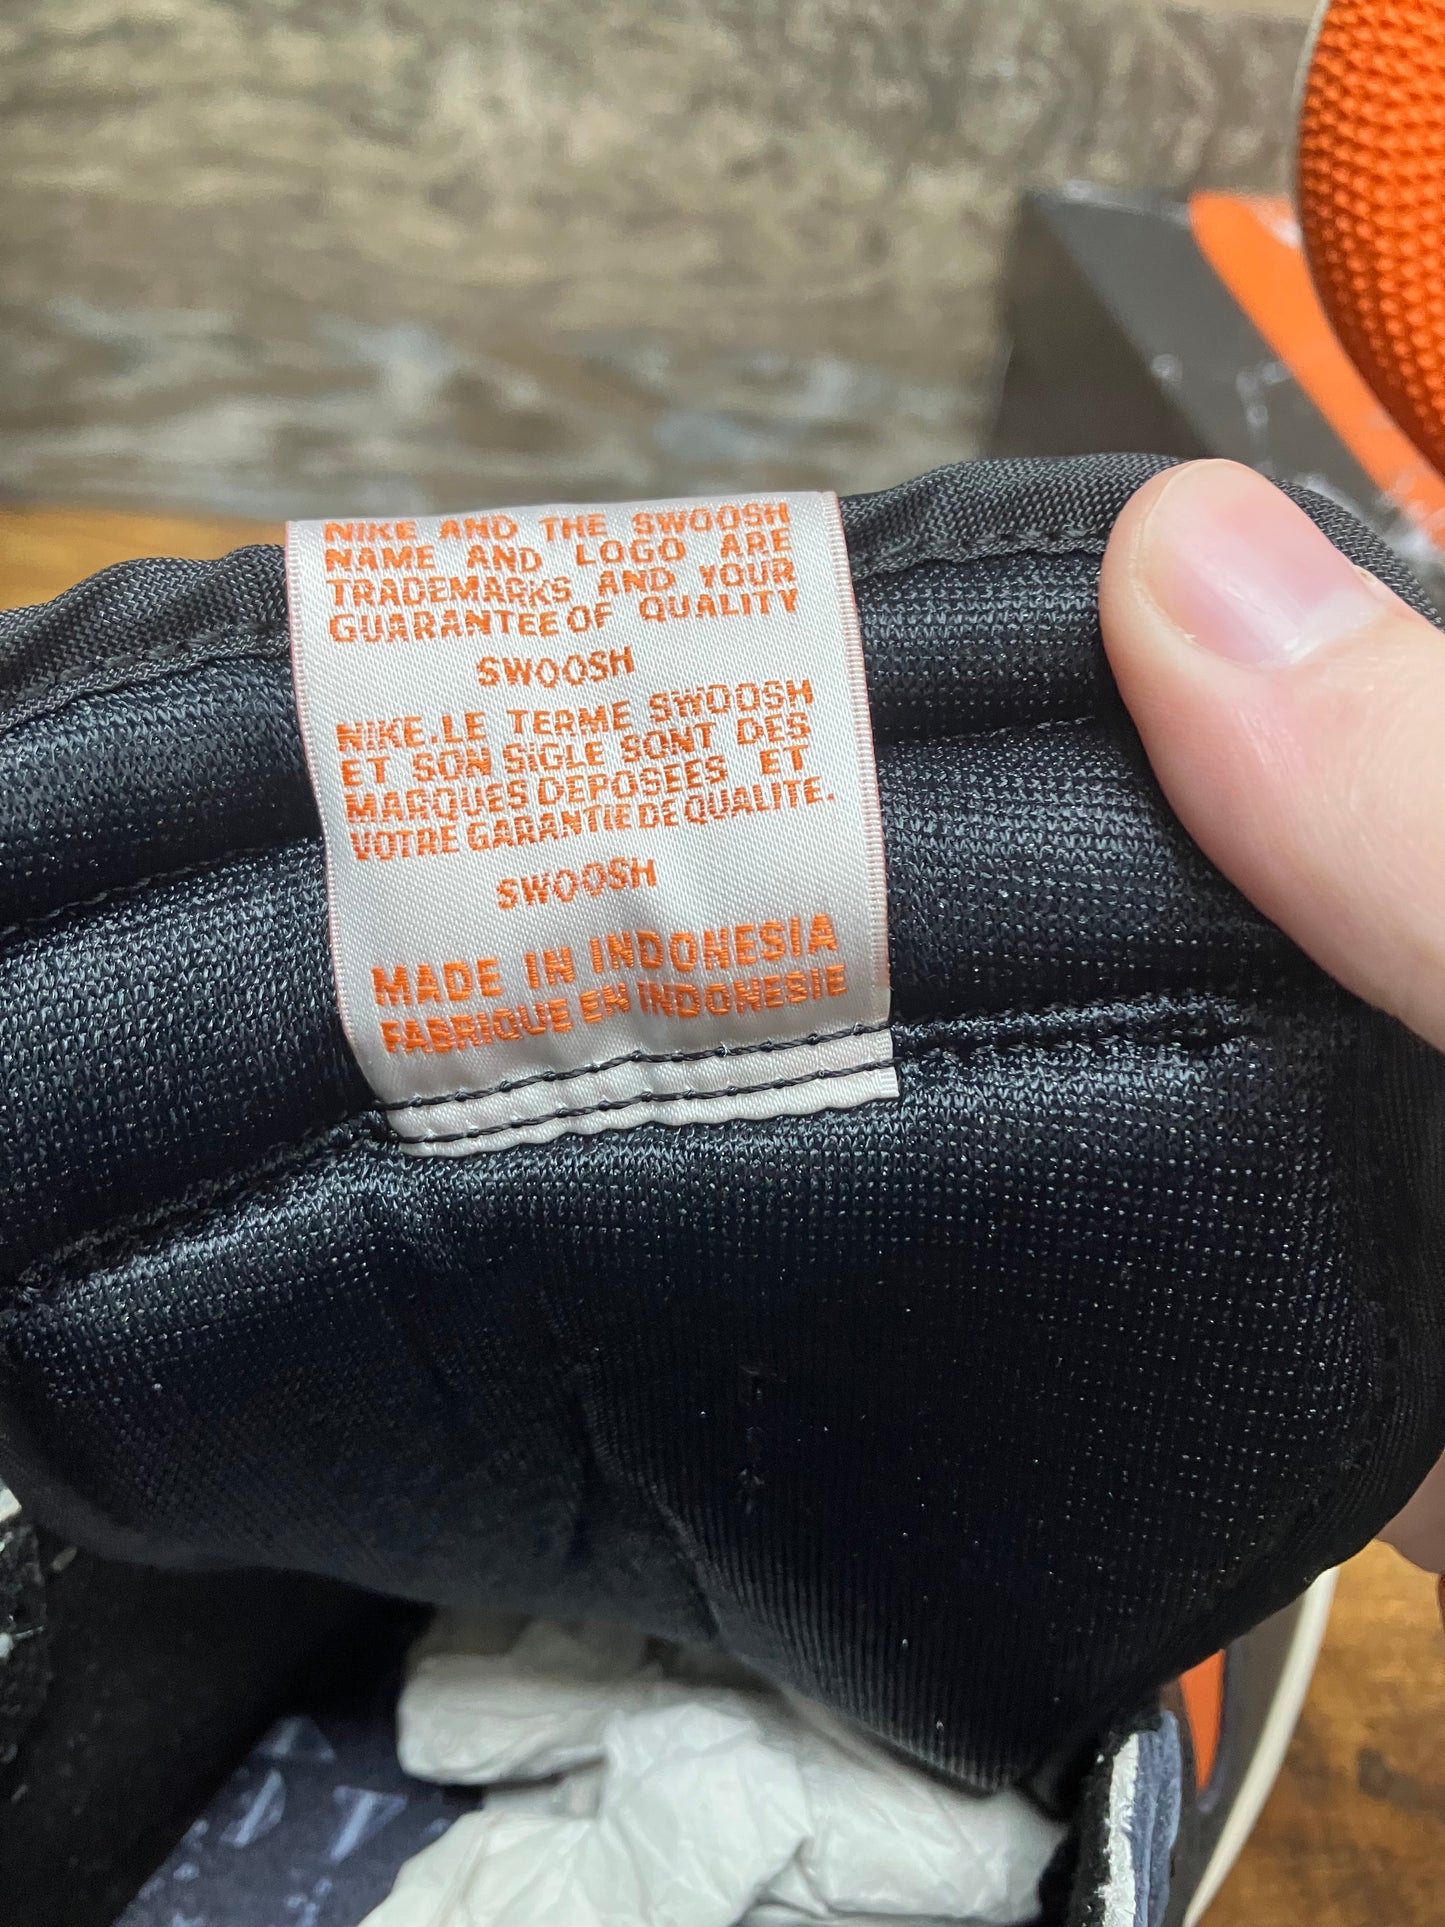 NIKE AND THE SWOOSH
NAME AND LOGO ARE
TRADEMARKS AND YOUR
GUARANTEE OF QUALITY
SWOOSH
NIKE.LE TERME SWOOSH
ET SON SIGLE SONT DES
MARQUES DEPOSEES ET
VOTRE GARANTIE DE QUALITE.
SWOOSH
MADE IN INDONESIA
FABRIQUE EN INDONESIE